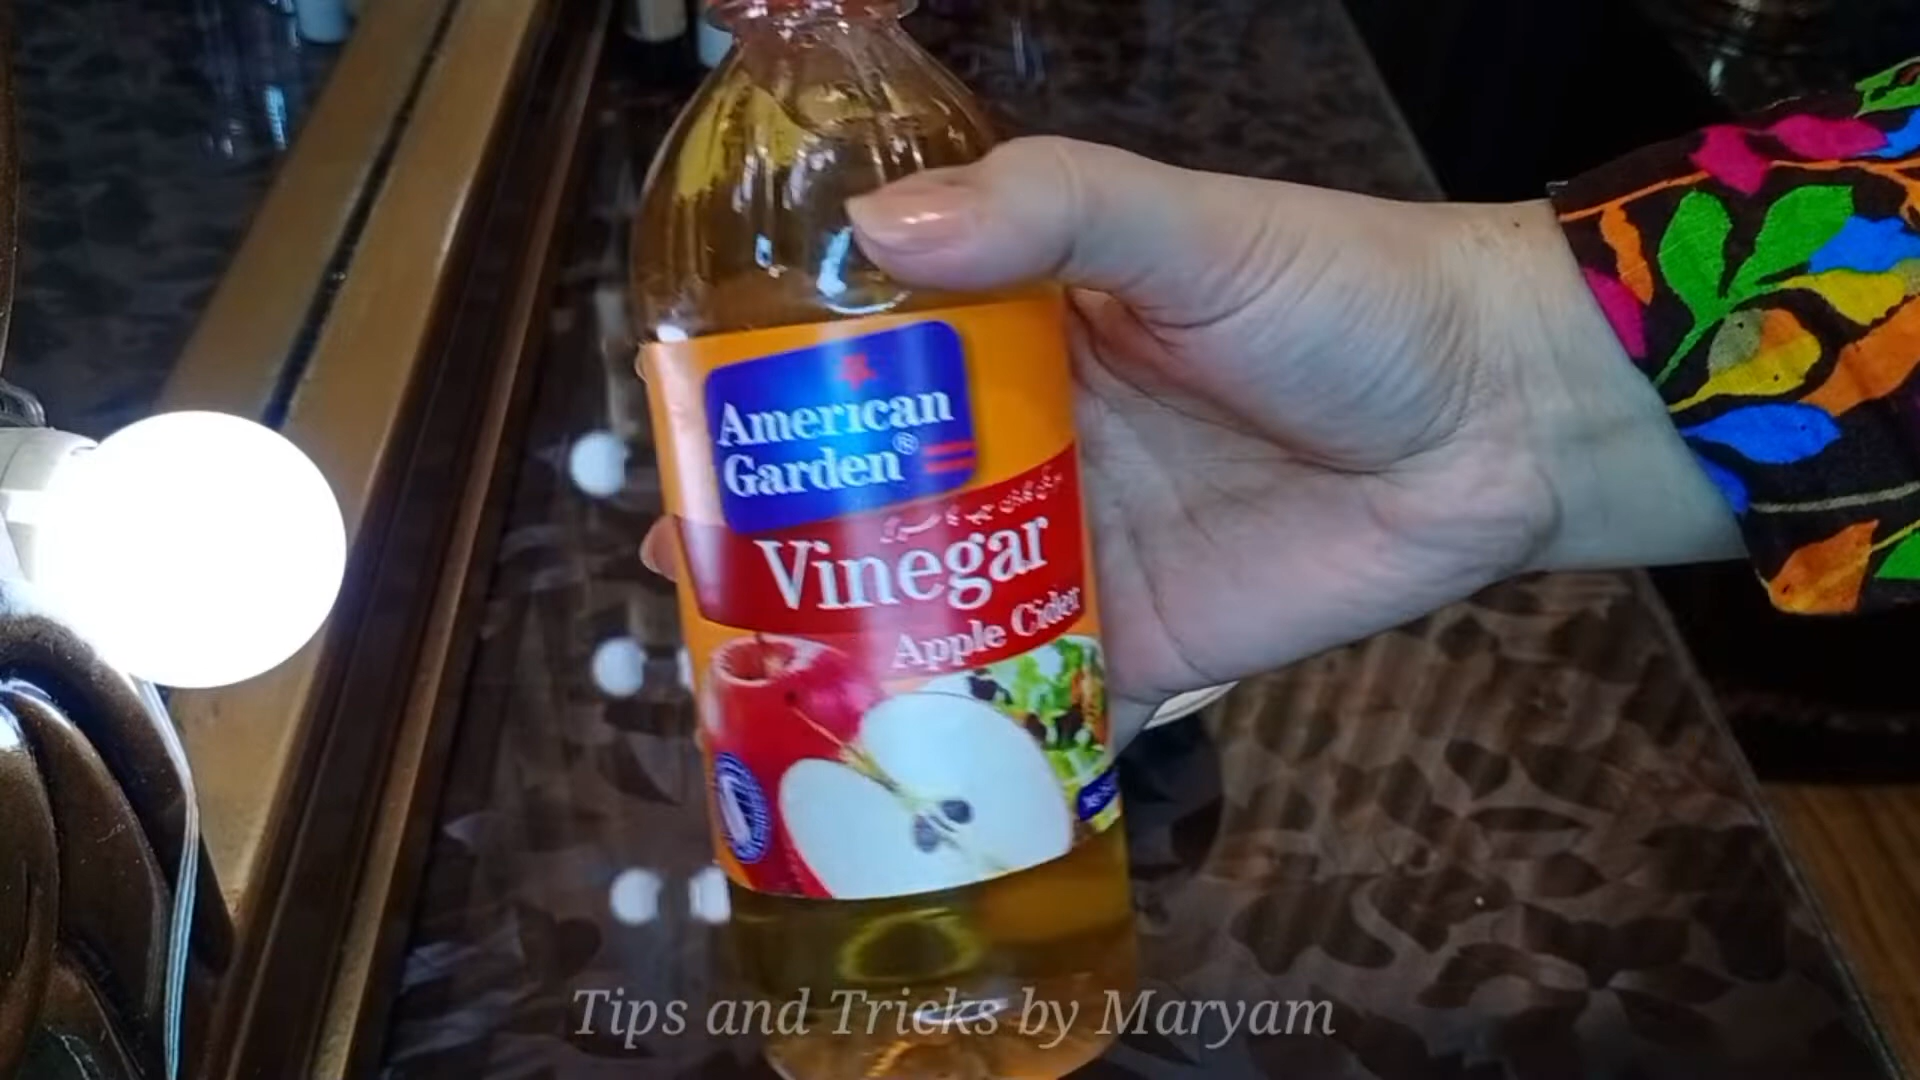 American
Garden®
Vinegar
Apple Cider
Tips and Tricks by Maryam